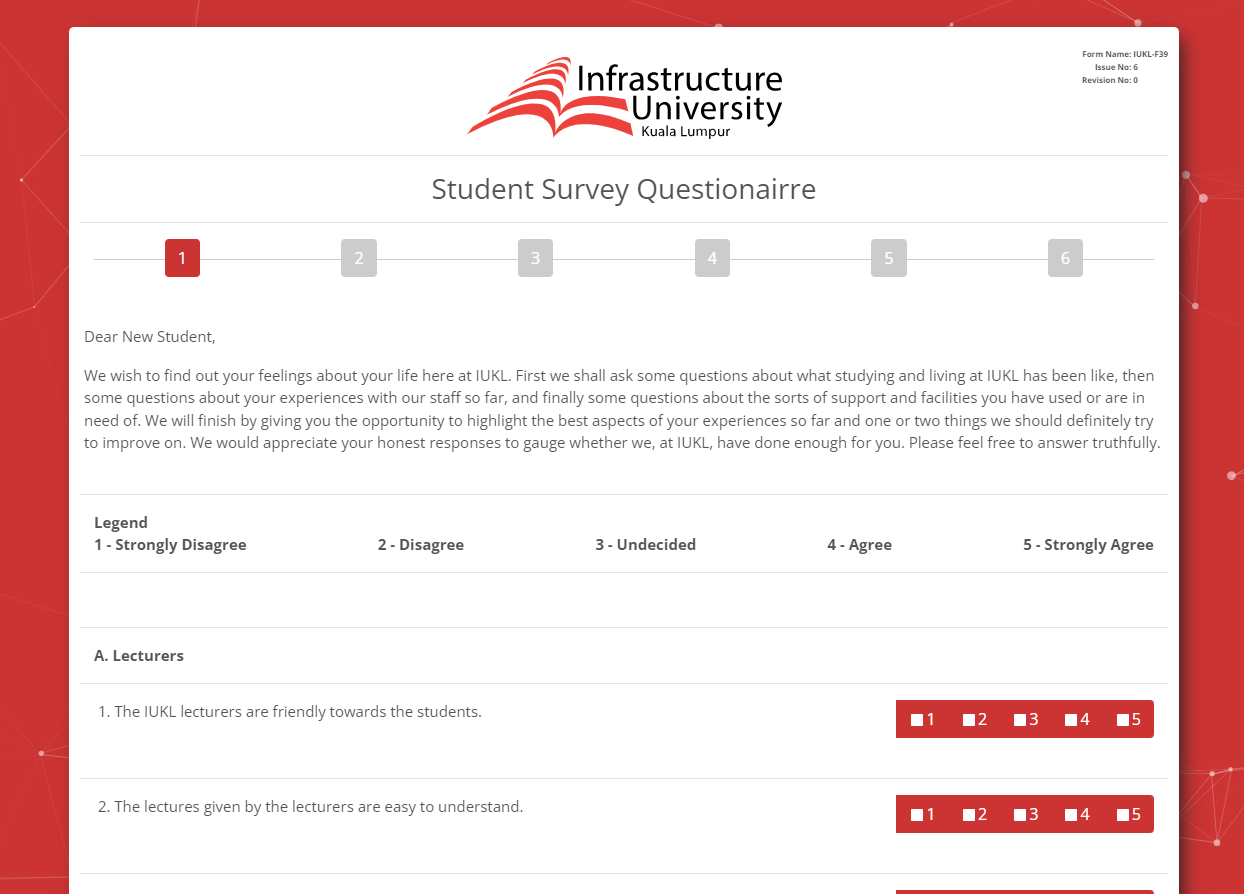 Infrastructure
University
Kuala Lumpur
Form Name: IUKL-F39
Issue No: 6
Revision No: 0
Student Survey Questionairre
1 2 3 4 5 6
Dear New Student,
We wish to find out your feelings about your life here at IUKL. First we shall ask some questions about what studying and living at IUKL has been like, then
some questions about your experiences with our staff so far, and finally some questions about the sorts of support and facilities you have used or are in
need of. We will finish by giving you the opportunity to highlight the best aspects of your experiences so far and one or two things we should definitely try
to improve on. We would appreciate your honest responses to gauge whether we, at IUKL, have done enough for you. Please feel free to answer truthfully.
Legend
1 - Strongly Disagree 2 - Disagree 3 - Undecided 4 - Agree 5 - Strongly Agree
A. Lecturers
1. The IUKL lecturers are friendly towards the students. 1 2 3 4 5
2. The lectures given by the lecturers are easy to understand. 1 2 3 4 5